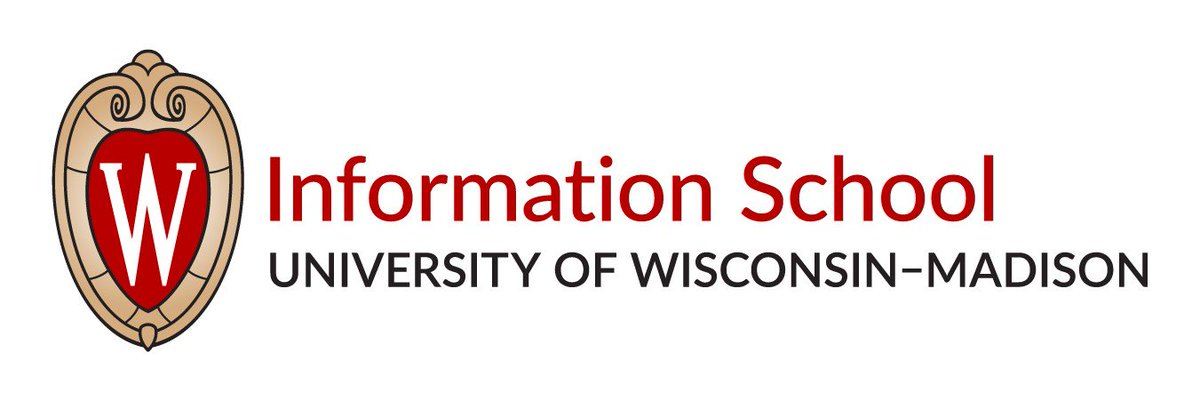 W
Information School
UNIVERSITY OF WISCONSIN–MADISON